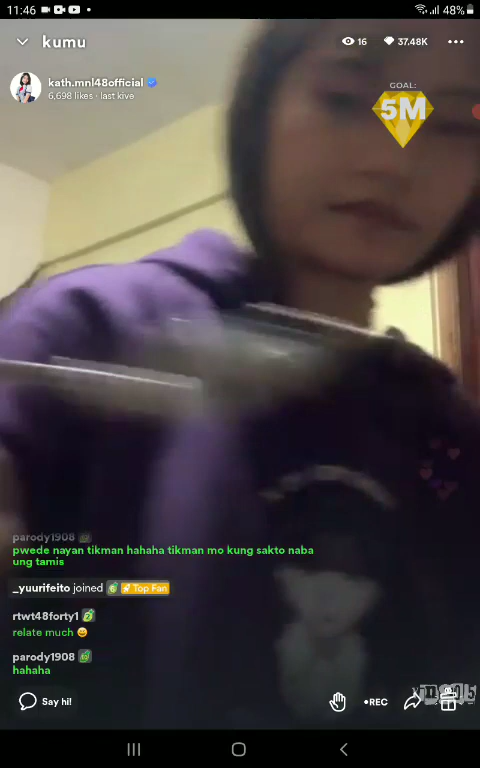 11:46
48%
kumu
16
37.48K
kath.mnl48official
6,698 likes · last kive
GOAL:
5M
parody1908
pwede nayan tikman hahaha tikman mo kung sakto naba
ung tamis
_yuurifeito joined
Top Fan
rtwt48forty1
relate much
parody1908
hahaha
Say hi!
•REC